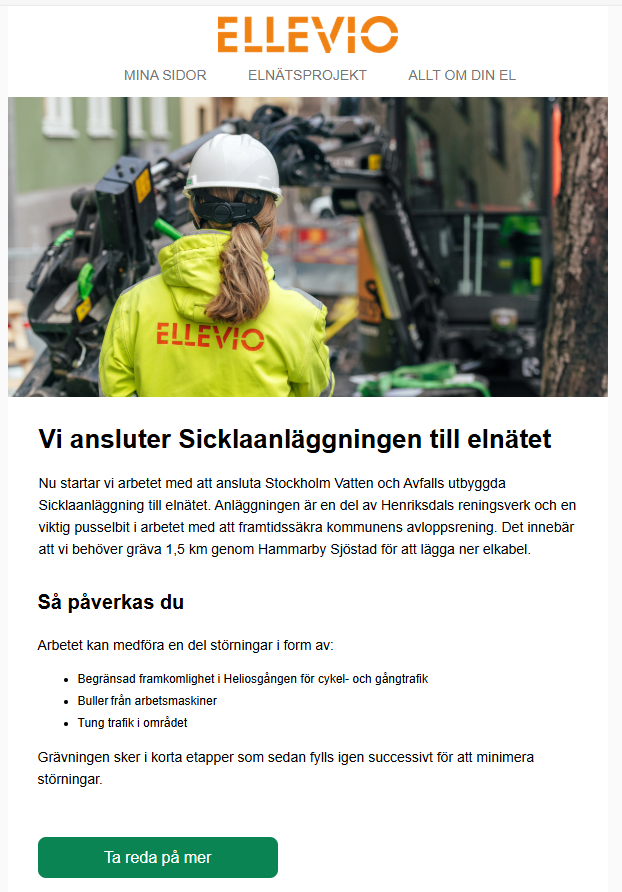 ELLEVIO
MINA SIDOR ELNÄTSPROJEKT ALLT OM DIN EL
ELLEVIO
Vi ansluter Sicklaanläggningen till elnätet
Nu startar vi arbetet med att ansluta Stockholm Vatten och Avfalls utbyggda
Sicklaanläggning till elnätet. Anläggningen är en del av Henriksdals reningsverk och en
viktig pusselbit i arbetet med att framtidssäkra kommunens avloppsrening. Det innebär
att vi behöver gräva 1,5 km genom Hammarby Sjöstad för att lägga ner elkabel.
Så påverkas du
Arbetet kan medföra en del störningar i form av:
• Begränsad framkomlighet i Heliosgången för cykel- och gångtrafik
• Buller från arbetsmaskiner
• Tung trafik i området
Grävningen sker i korta etapper som sedan fylls igen successivt för att minimera
störningar.
Ta reda på mer